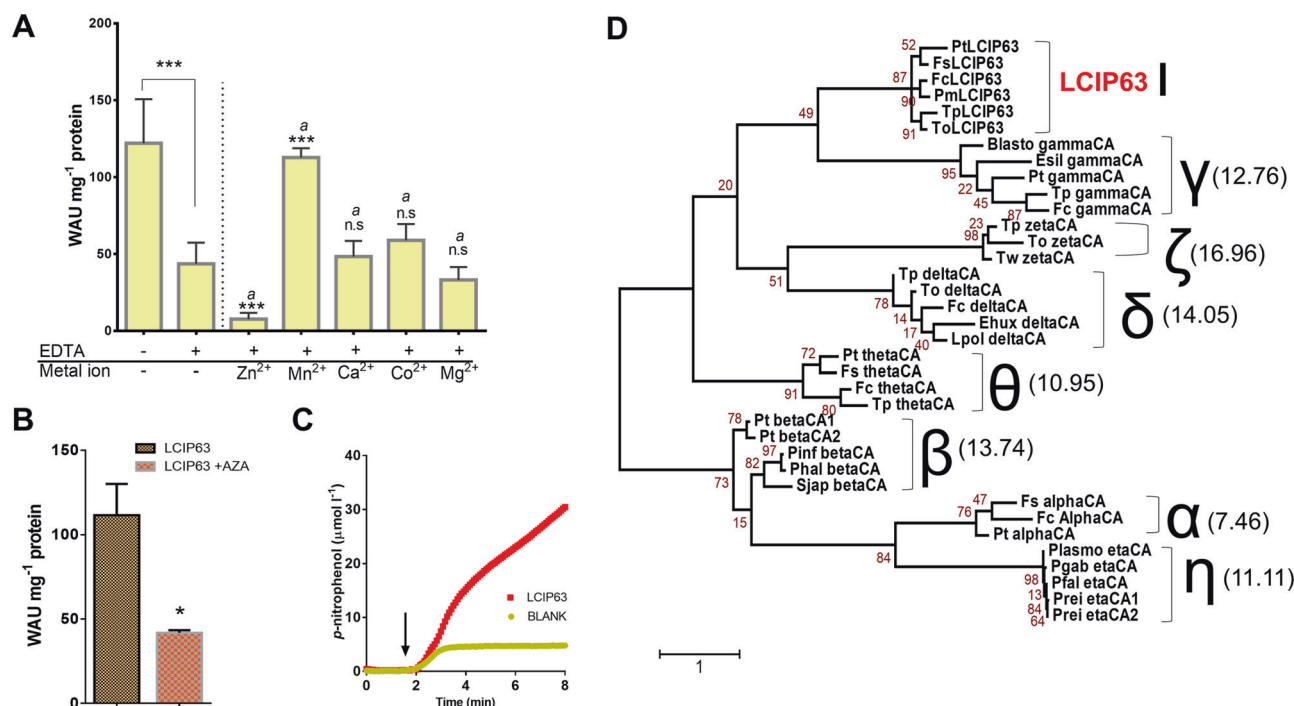 A
WAU mg-1 protein
200
150
100
50
0
***
a
***
a
***
a
n.s
a
n.s
a
n.s
EDTA - + + + + + +
Metal ion - - Zn2+ Mn2+ Ca2+ Co2+ Mg2+
B
WAU mg-1 protein
150
100
50
0
LCIP63
LCIP63 +AZA
*
C
p-nitrophenol (μmol l-1)
40
30
20
10
0
LCIP63
BLANK
0 2 4 6 8
Time (min)
D
52
PtLCIP63
FsLCIP63
87
FcLCIP63
PmLCIP63
90
TpLCIP63
91
ToLCIP63
LCIP63 I
49
Blasto gammaCA
Esil gammaCA
95
Pt gammaCA
22
Tp gammaCA
45
Fc gammaCA
87
γ (12.76)
20
23
Tp zetaCA
98
To zetaCA
Tw zetaCA
ζ (16.96)
51
Tp deltaCA
78
To deltaCA
14
Fc deltaCA
17
Ehux deltaCA
40
Lpol deltaCA
δ (14.05)
72
Pt thetaCA
Fs thetaCA
91
Fc thetaCA
80
Tp thetaCA
θ (10.95)
78
Pt betaCA1
Pt betaCA2
97
Pinf betaCA
82
Phal betaCA
73
Sjap betaCA
β (13.74)
15
47
Fs alphaCA
76
Fc AlphaCA
Pt alphaCA
α (7.46)
84
Plasmo etaCA
Pgab etaCA
98
Pfal etaCA
13
Prei etaCA1
84
Prei etaCA2
64
η (11.11)
1